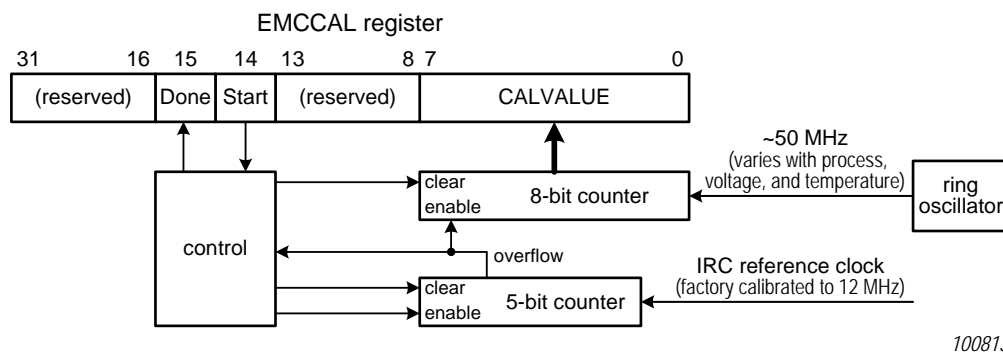 EMCCAL register
31 16 15 14 13 8 7 0
(reserved) Done Start (reserved) CALVALUE
~50 MHz
(varies with process,
voltage, and temperature)
clear
enable
8-bit counter
ring
oscillator
control
overflow
IRC reference clock
(factory calibrated to 12 MHz)
clear
enable
5-bit counter